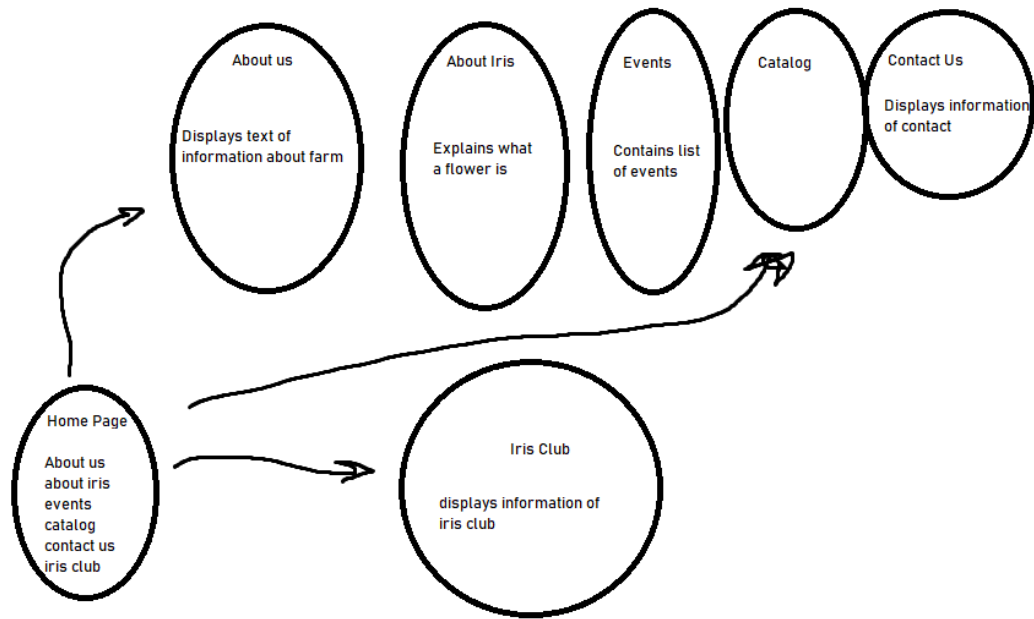 About us
Displays text of
information about farm
About Iris
Explains what
a flower is
Events
Contains list
of events
Catalog
Contact Us
Displays information
of contact
Home Page
About us
about iris
events
catalog
contact us
iris club
Iris Club
displays information of
iris club